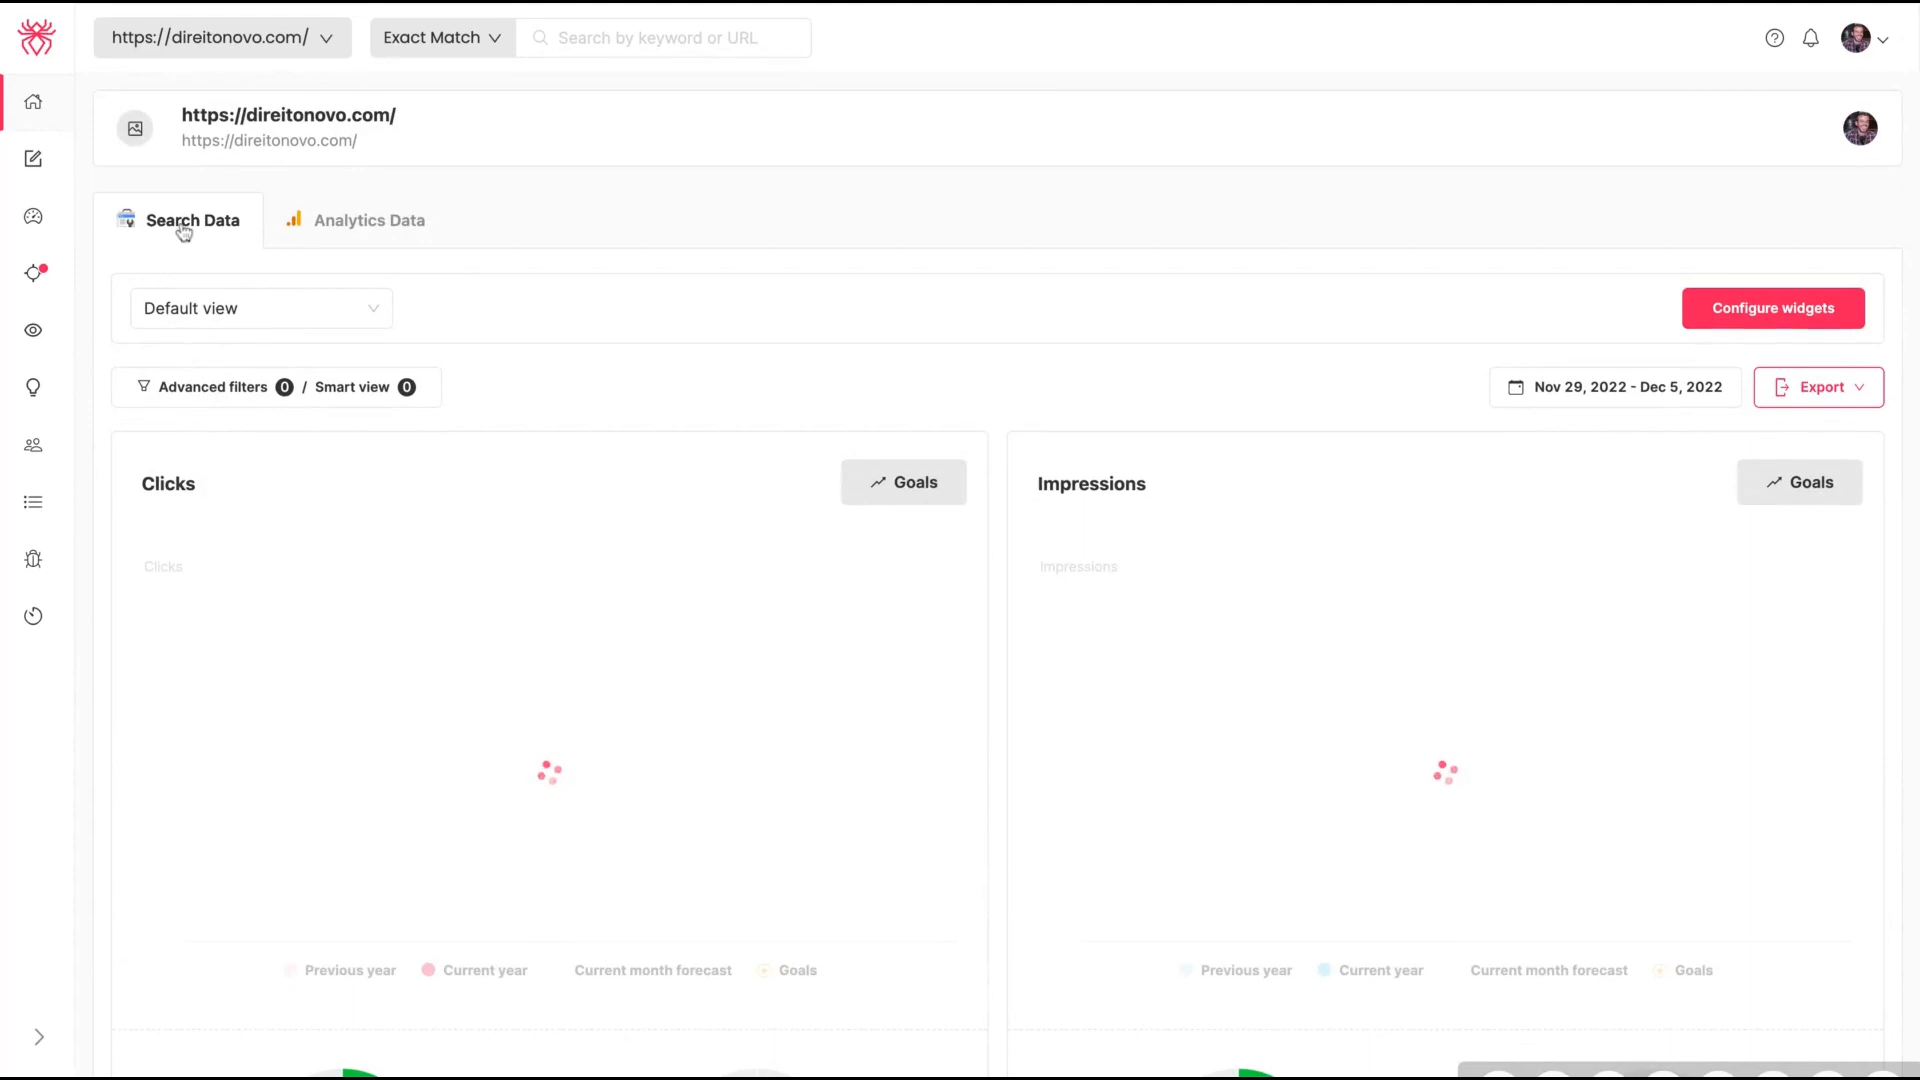 https://direitonovo.com/
Exact Match
Search by keyword or URL
https://direitonovo.com/
https://direitonovo.com/
Search Data
Analytics Data
Default view
Configure widgets
Advanced filters 0 / Smart view 0
Nov 29, 2022 - Dec 5, 2022
Export
Clicks
Goals
Impressions
Goals
Clicks
Impressions
Previous year
Current year
Current month forecast
Goals
Previous year
Current year
Current month forecast
Goals